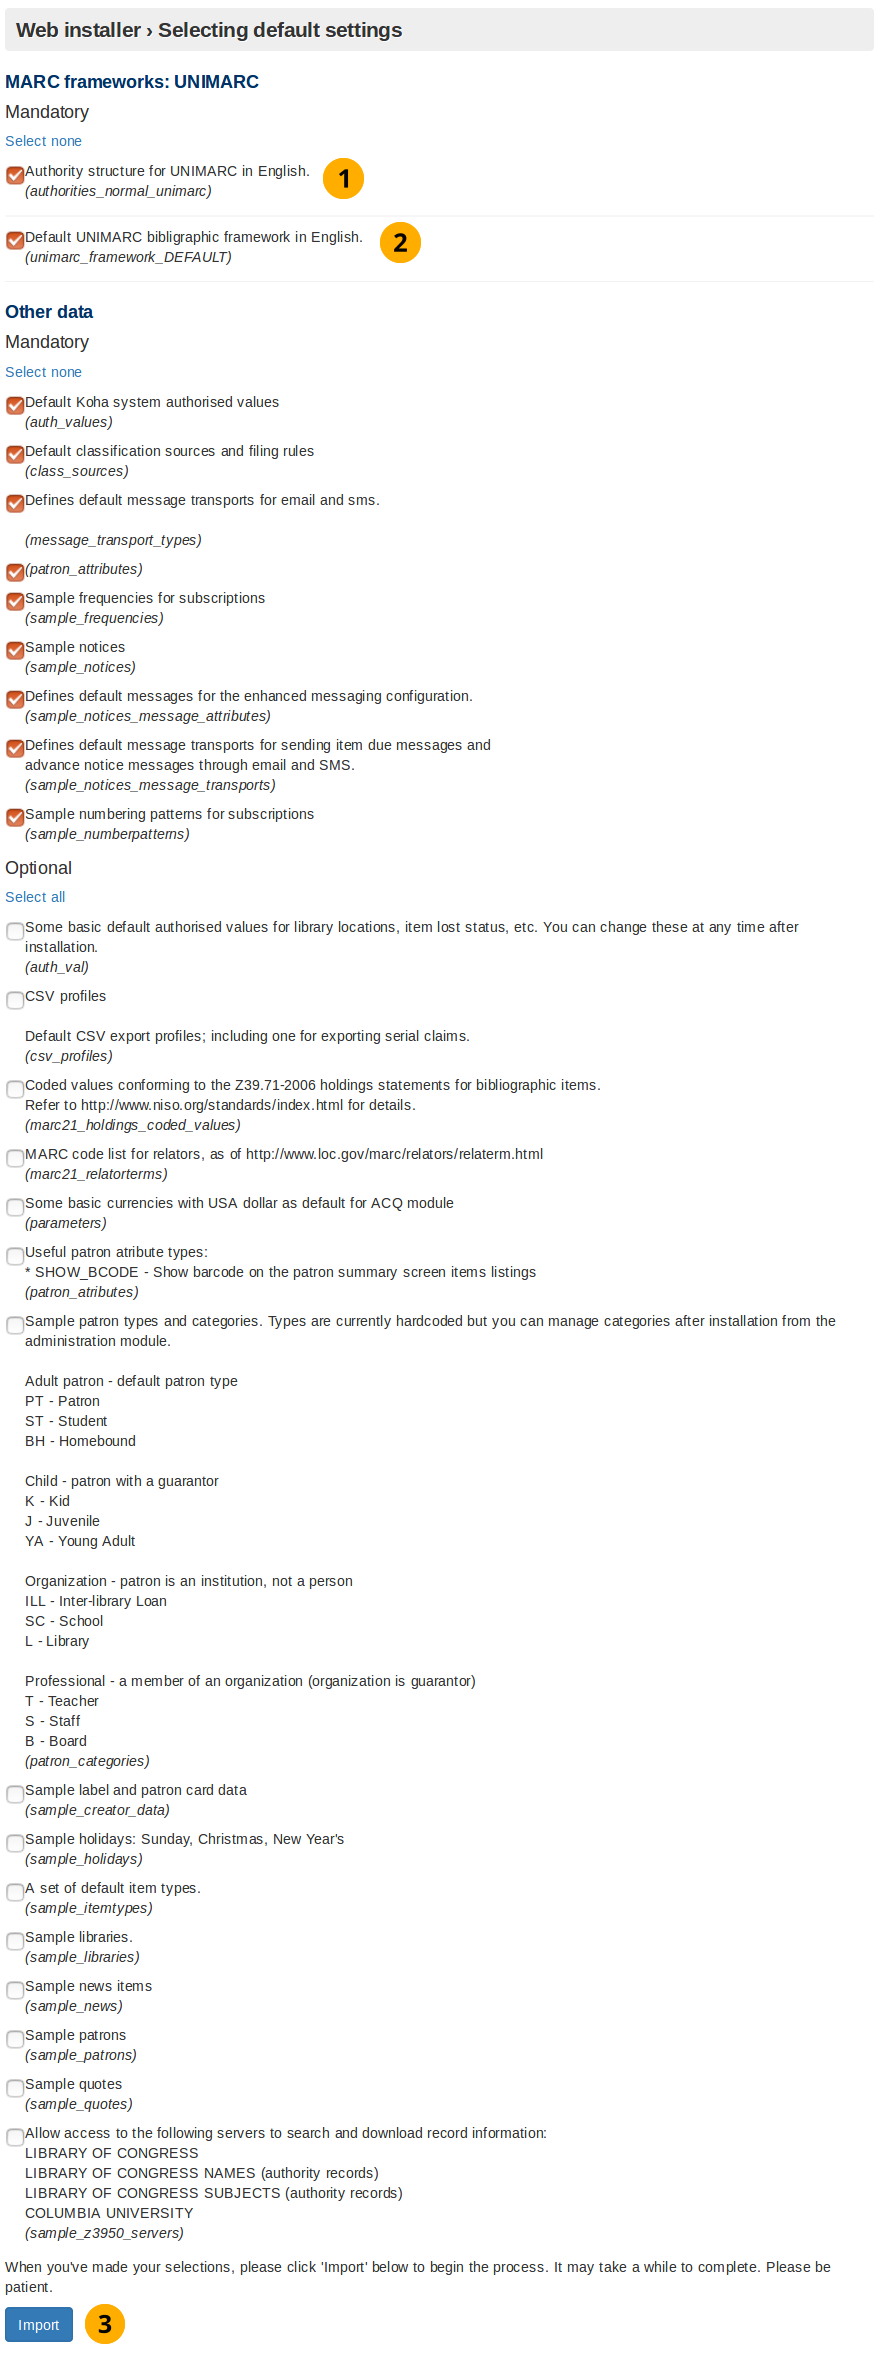 Web installer › Selecting default settings
MARC frameworks: UNIMARC
Mandatory
Select none
Authority structure for UNIMARC in English.
1
(authorities_normal_unimarc)
Default UNIMARC bibligraphic framework in English.
2
(unimarc_framework_DEFAULT)
Other data
Mandatory
Select none
Default Koha system authorised values
(auth_values)
Default classification sources and filing rules
(class_sources)
Defines default message transports for email and sms.
(message_transport_types)
(patron_attributes)
Sample frequencies for subscriptions
(sample_frequencies)
Sample notices
(sample_notices)
Defines default messages for the enhanced messaging configuration.
(sample_notices_message_attributes)
Defines default message transports for sending item due messages and
advance notice messages through email and SMS.
(sample_notices_message_transports)
Sample numbering patterns for subscriptions
(sample_numberpatterns)
Optional
Select all
Some basic default authorised values for library locations, item lost status, etc. You can change these at any time after
installation.
(auth_val)
CSV profiles
Default CSV export profiles; including one for exporting serial claims.
(csv_profiles)
Coded values conforming to the Z39.71-2006 holdings statements for bibliographic items.
Refer to http://www.niso.org/standards/index.html for details.
(marc21_holdings_coded_values)
MARC code list for relators, as of http://www.loc.gov/marc/relators/relaterm.html
(marc21_relatorterms)
Some basic currencies with USA dollar as default for ACQ module
(parameters)
Useful patron atribute types:
* SHOW_BCODE - Show barcode on the patron summary screen items listings
(patron_atributes)
Sample patron types and categories. Types are currently hardcoded but you can manage categories after installation from the
administration module.
Adult patron - default patron type
PT - Patron
ST - Student
BH - Homebound
Child - patron with a guarantor
K - Kid
J - Juvenile
YA - Young Adult
Organization - patron is an institution, not a person
ILL - Inter-library Loan
SC - School
L - Library
Professional - a member of an organization (organization is guarantor)
T - Teacher
S - Staff
B - Board
(patron_categories)
Sample label and patron card data
(sample_creator_data)
Sample holidays: Sunday, Christmas, New Year's
(sample_holidays)
A set of default item types.
(sample_itemtypes)
Sample libraries.
(sample_libraries)
Sample news items
(sample_news)
Sample patrons
(sample_patrons)
Sample quotes
(sample_quotes)
Allow access to the following servers to search and download record information:
LIBRARY OF CONGRESS
LIBRARY OF CONGRESS NAMES (authority records)
LIBRARY OF CONGRESS SUBJECTS (authority records)
COLUMBIA UNIVERSITY
(sample_z3950_servers)
When you've made your selections, please click 'Import' below to begin the process. It may take a while to complete. Please be
patient.
Import
3